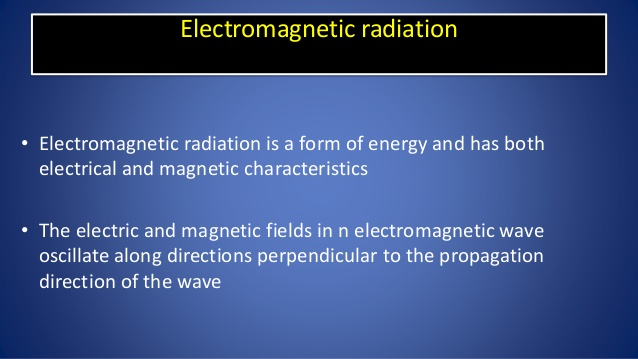 Electromagnetic radiation
• Electromagnetic radiation is a form of energy and has both
electrical and magnetic characteristics
• The electric and magnetic fields in n electromagnetic wave
oscillate along directions perpendicular to the propagation
direction of the wave